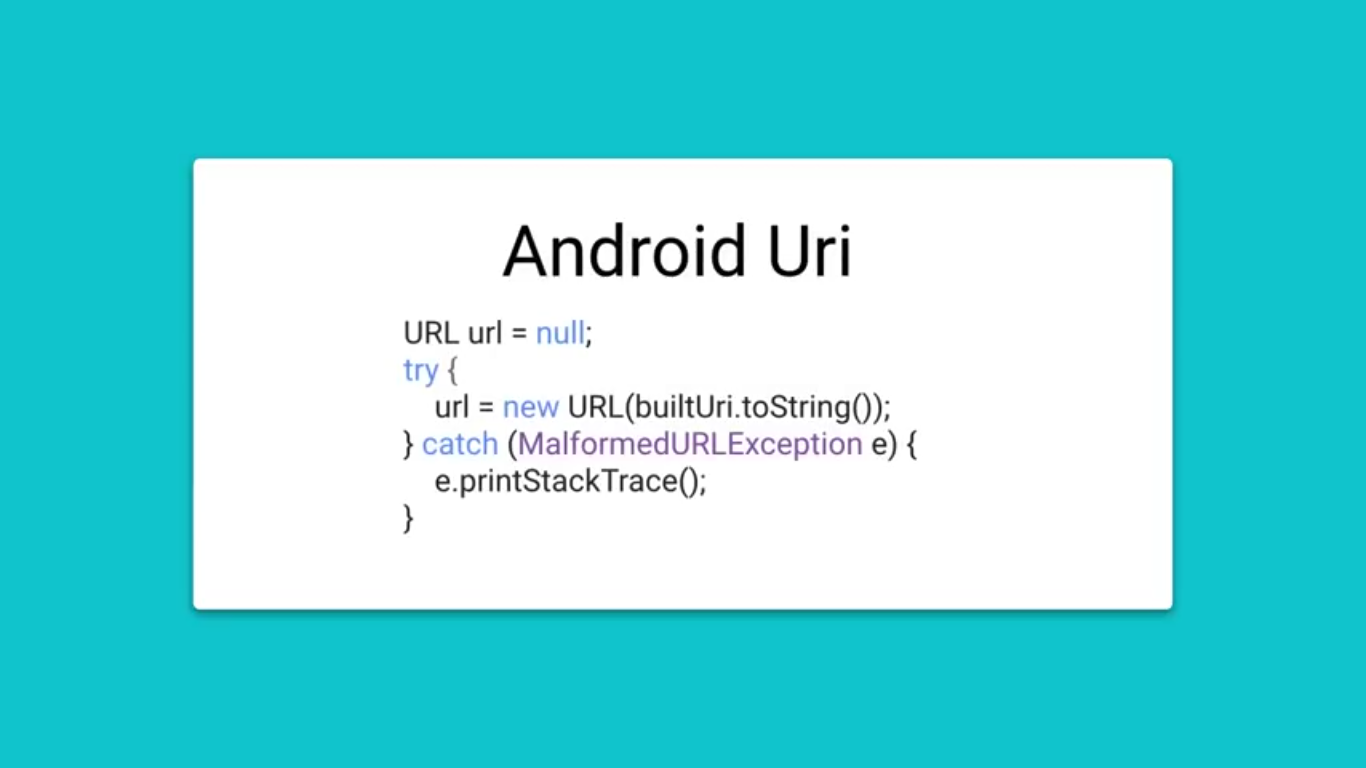 Android Uri
URL url = null;
try {
url = new URL(builtUri.toString());
} catch (MalformedURLException e) {
e.printStackTrace();
}